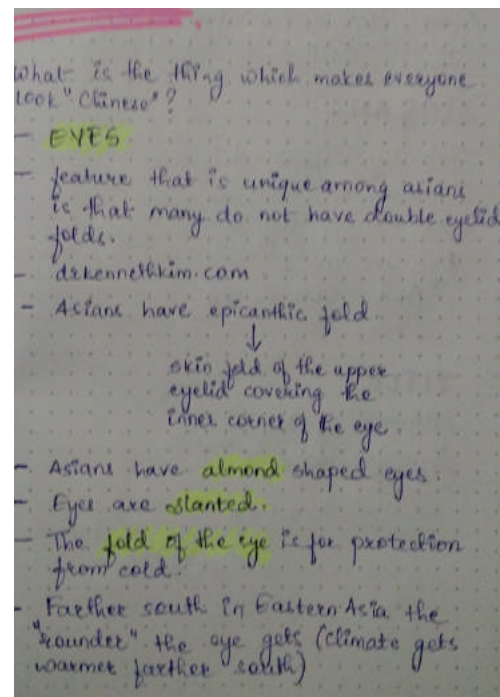 What is the thing which makes everyone
look "Chinese"?
- EYES
- feature that is unique among asians
is that many do not have double eyelid
folds.
- drkennethkim.com
- Asians have epicanthic fold.
↓
skin fold of the upper
eyelid covering the
inner corner of the eye.
- Asians have almond shaped eyes.
- Eyes are slanted.
- The fold of the eye is for protection
from cold.
- Farther south in Eastern Asia the
"rounder" the eye gets (climate gets
warmer farther south)